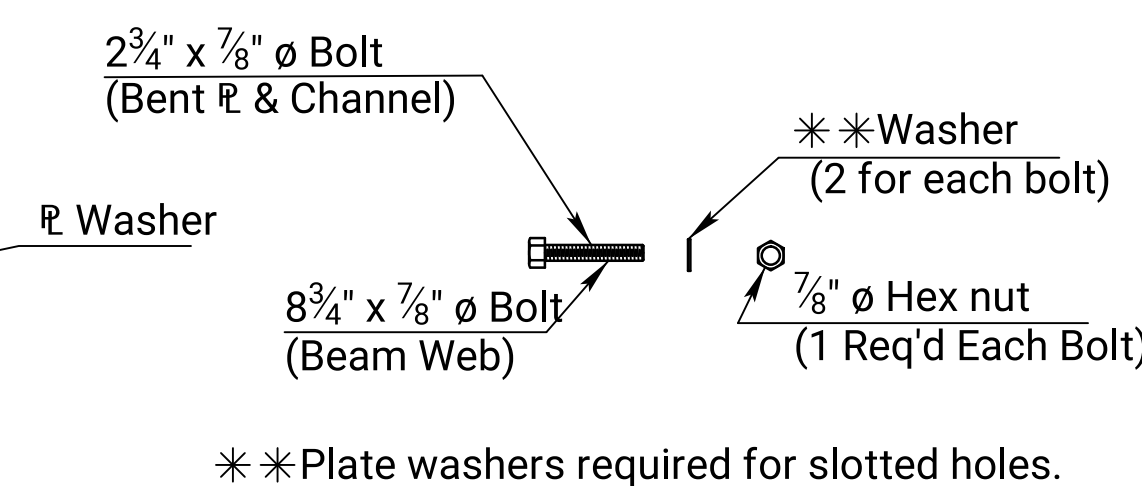 2¾" x ⅞" ø Bolt
(Bent ⅊ & Channel)
✳ ✳Washer
(2 for each bolt)
⅊ Washer
8¾" x ⅞" ø Bolt
(Beam Web)
⅞" ø Hex nut
(1 Req'd Each Bolt)
✳ ✳Plate washers required for slotted holes.